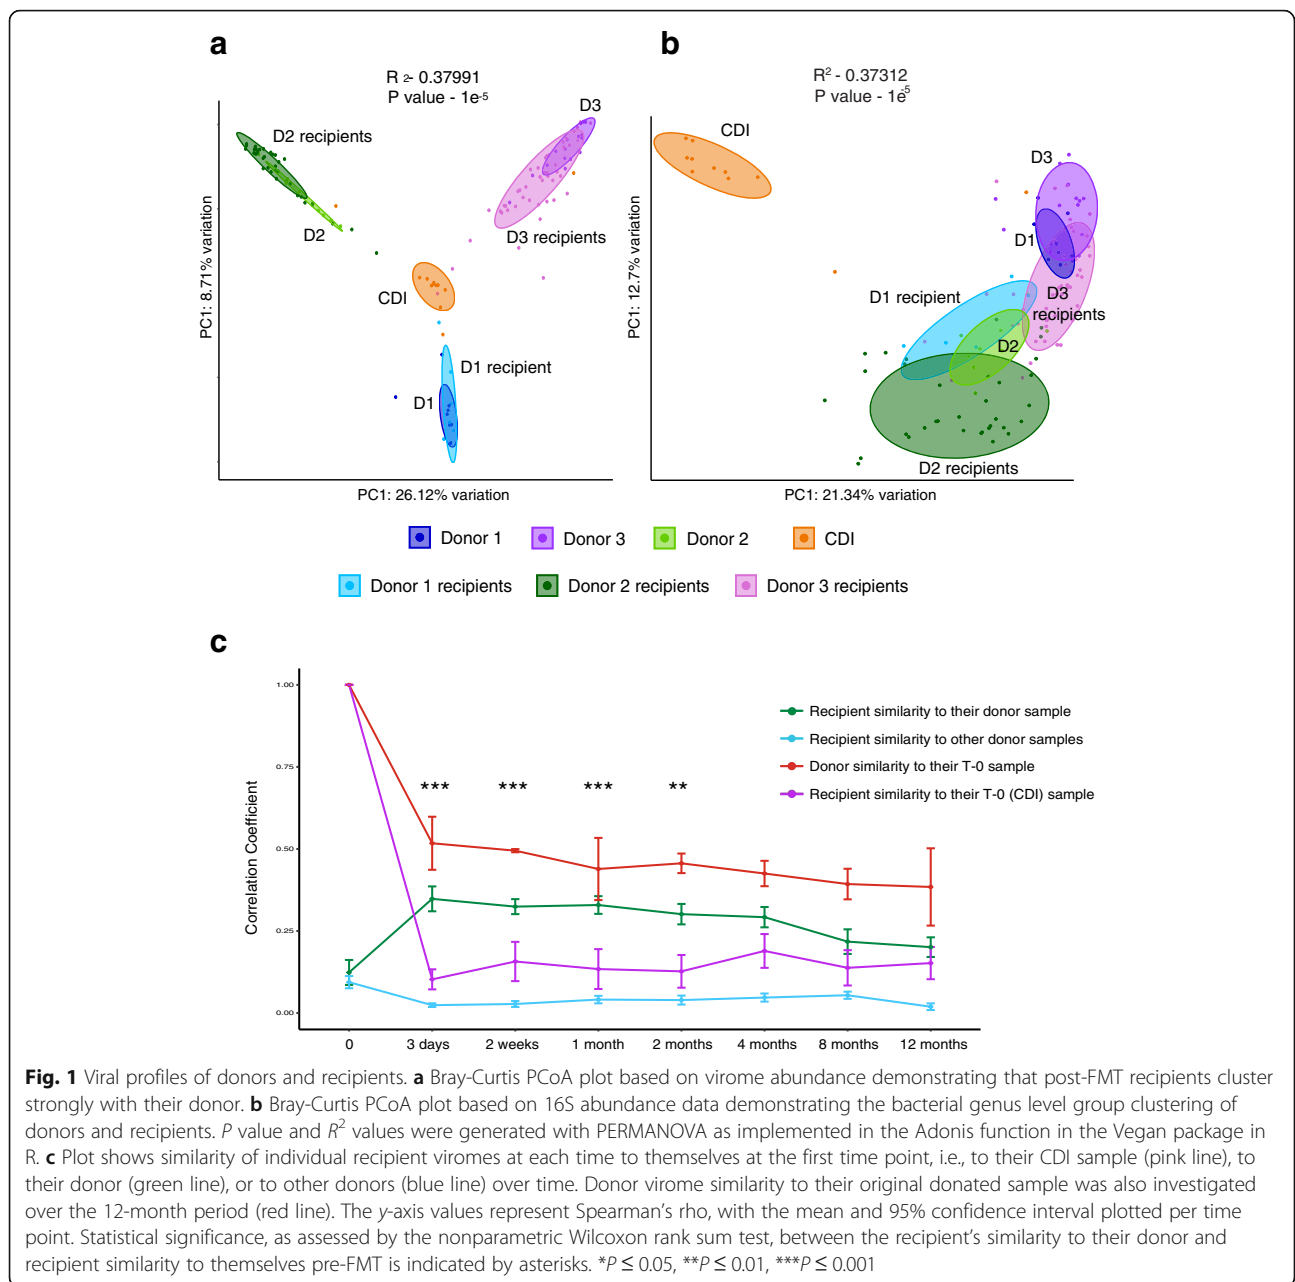 a
R 2- 0.37991
P value - 1e-5
D3
D2 recipients
D2
D3 recipients
CDI
D1 recipient
D1
PC1: 8.71% variation
PC1: 26.12% variation
b
R2 - 0.37312
P value - 1e-5
CDI
D3
D1
D1 recipient
D3
recipients
D2
D2 recipients
PC1: 12.7% variation
PC1: 21.34% variation
Donor 1
Donor 3
Donor 2
CDI
Donor 1 recipients
Donor 2 recipients
Donor 3 recipients
c
1.00
0.75
0.50
0.25
0.00
Correlation Coefficient
*** *** *** **
Recipient similarity to their donor sample
Recipient similarity to other donor samples
Donor similarity to their T-0 sample
Recipient similarity to their T-0 (CDI) sample
0 3 days 2 weeks 1 month 2 months 4 months 8 months 12 months
Fig. 1 Viral profiles of donors and recipients. a Bray-Curtis PCoA plot based on virome abundance demonstrating that post-FMT recipients cluster
strongly with their donor. b Bray-Curtis PCoA plot based on 16S abundance data demonstrating the bacterial genus level group clustering of
donors and recipients. P value and R2 values were generated with PERMANOVA as implemented in the Adonis function in the Vegan package in
R. c Plot shows similarity of individual recipient viromes at each time to themselves at the first time point, i.e., to their CDI sample (pink line), to
their donor (green line), or to other donors (blue line) over time. Donor virome similarity to their original donated sample was also investigated
over the 12-month period (red line). The y-axis values represent Spearman's rho, with the mean and 95% confidence interval plotted per time
point. Statistical significance, as assessed by the nonparametric Wilcoxon rank sum test, between the recipient's similarity to their donor and
recipient similarity to themselves pre-FMT is indicated by asterisks. *P ≤ 0.05, **P ≤ 0.01, ***P ≤ 0.001